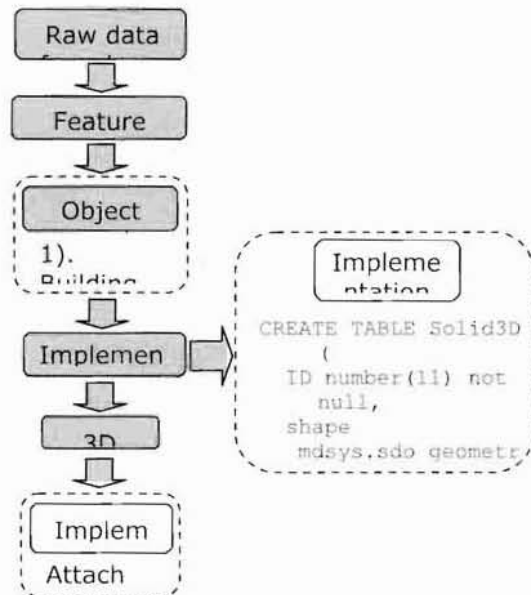 Raw data
Feature
Object
1).
Building
Implemen
3D
Implem
Attach
Impleme
ntation
CREATE TABLE Solid3D
(
ID number(11) not
null,
shape
mdsys.sdo geometr